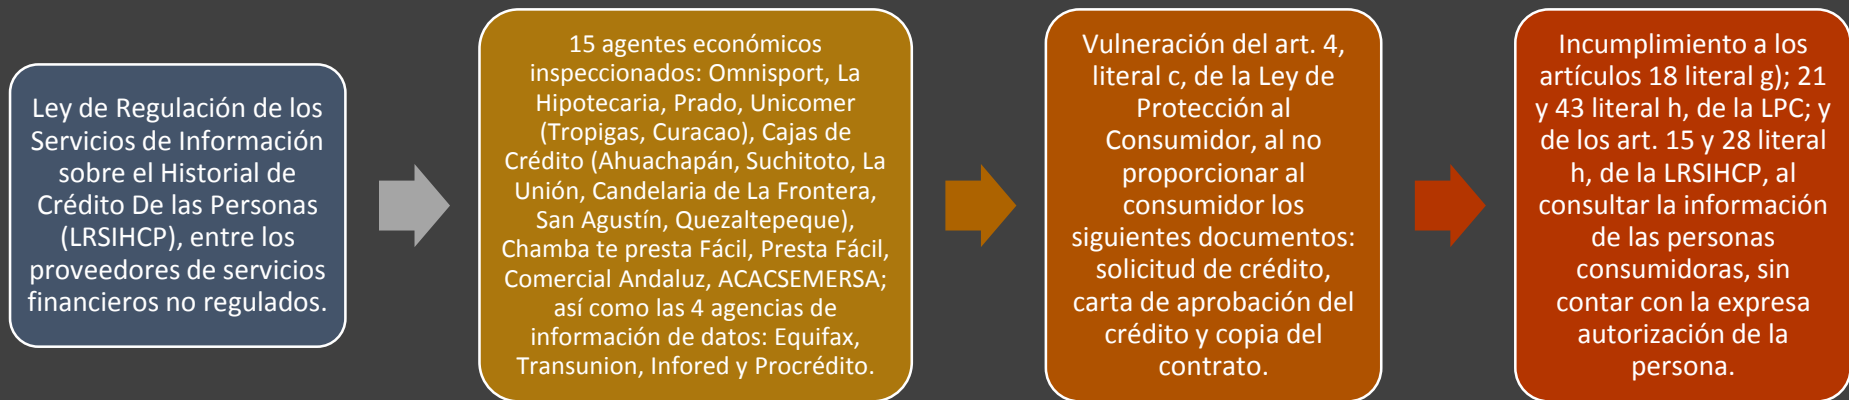 Ley de Regulación de los
Servicios de Información
sobre el Historial de
Crédito De las Personas
(LRSIHCP), entre los
proveedores de servicios
financieros no regulados.
15 agentes económicos
inspeccionados: Omnisport, La
Hipotecaria, Prado, Unicomer
(Tropigas, Curacao), Cajas de
Crédito (Ahuachapán, Suchitoto, La
Unión, Candelaria de La Frontera,
San Agustín, Quezaltepeque),
Chamba te presta Fácil, Presta Fácil,
Comercial Andaluz, ACACSEMERSA;
así como las 4 agencias de
información de datos: Equifax,
Transunion, Infored y Procrédito.
Vulneración del art. 4,
literal c, de la Ley de
Protección al
Consumidor, al no
proporcionar al
consumidor los
siguientes documentos:
solicitud de crédito,
carta de aprobación del
crédito y copia del
contrato.
Incumplimiento a los
artículos 18 literal g); 21
y 43 literal h, de la LPC; y
de los art. 15 y 28 literal
h, de la LRSIHCP, al
consultar la información
de las personas
consumidoras, sin
contar con la expresa
autorización de la
persona.